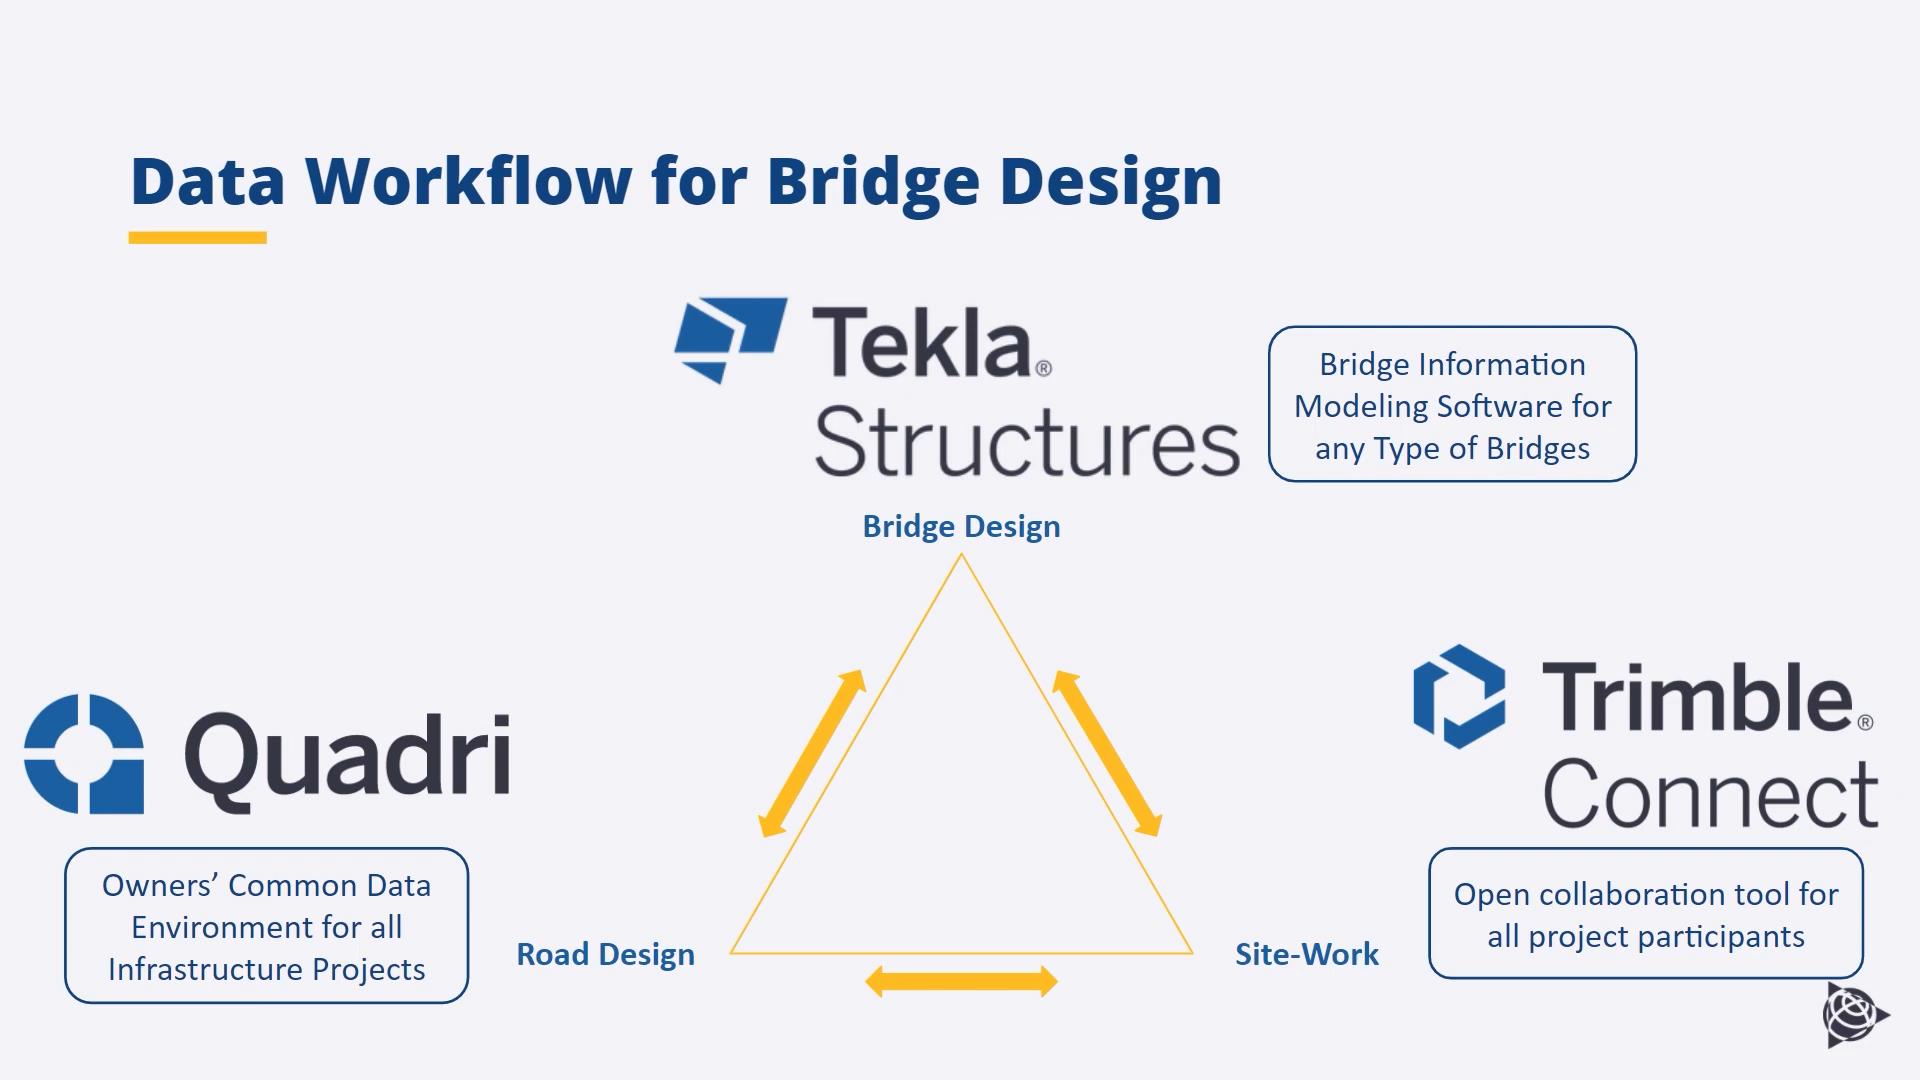 Data Workflow for Bridge Design
Tekla®
Structures
Bridge Information
Modeling Software for
any Type of Bridges
Bridge Design
Quadri
Owners’ Common Data
Environment for all
Infrastructure Projects
Road Design
Site-Work
Trimble®
Connect
Open collaboration tool for
all project participants